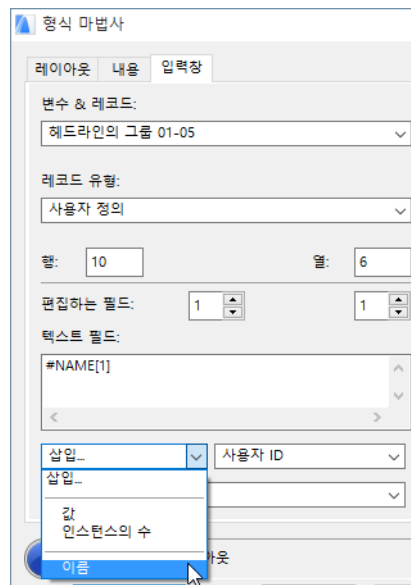 형식 마법사
레이아웃 내용 입력창
변수 & 레코드:
헤드라인의 그룹 01-05
레코드 유형:
사용자 정의
행: 10 열: 6
편집하는 필드: 1 1
텍스트 필드:
#NAME[1]
삽입... 사용자 ID
삽입...
값
인스턴스의 수
이름